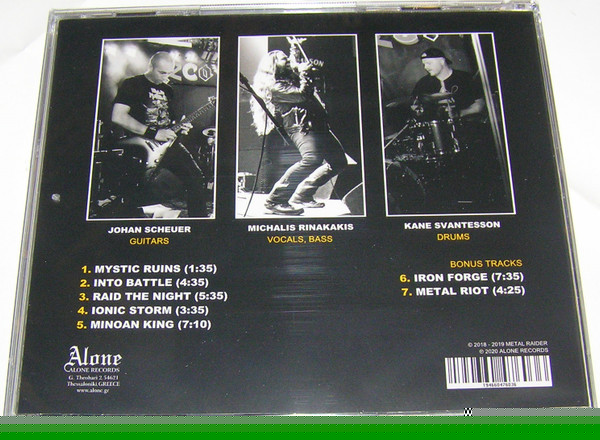 JOHAN SCHEUER
GUITARS
MICHALIS RINAKAKIS
VOCALS, BASS
KANE SVANTESSON
DRUMS
1. MYSTIC RUINS (1:35)
2. INTO BATTLE (4:35)
3. RAID THE NIGHT (5:35)
4. IONIC STORM (3:35)
5. MINOAN KING (7:10)
BONUS TRACKS
6. IRON FORGE (7:35)
7. METAL RIOT (4:25)
Alone
ALONE RECORDS
G. Theohari 2 54621
Thessaloniki GREECE
www.alone.gr
© 2018 - 2019 METAL RAIDER
℗ 2020 ALONE RECORDS